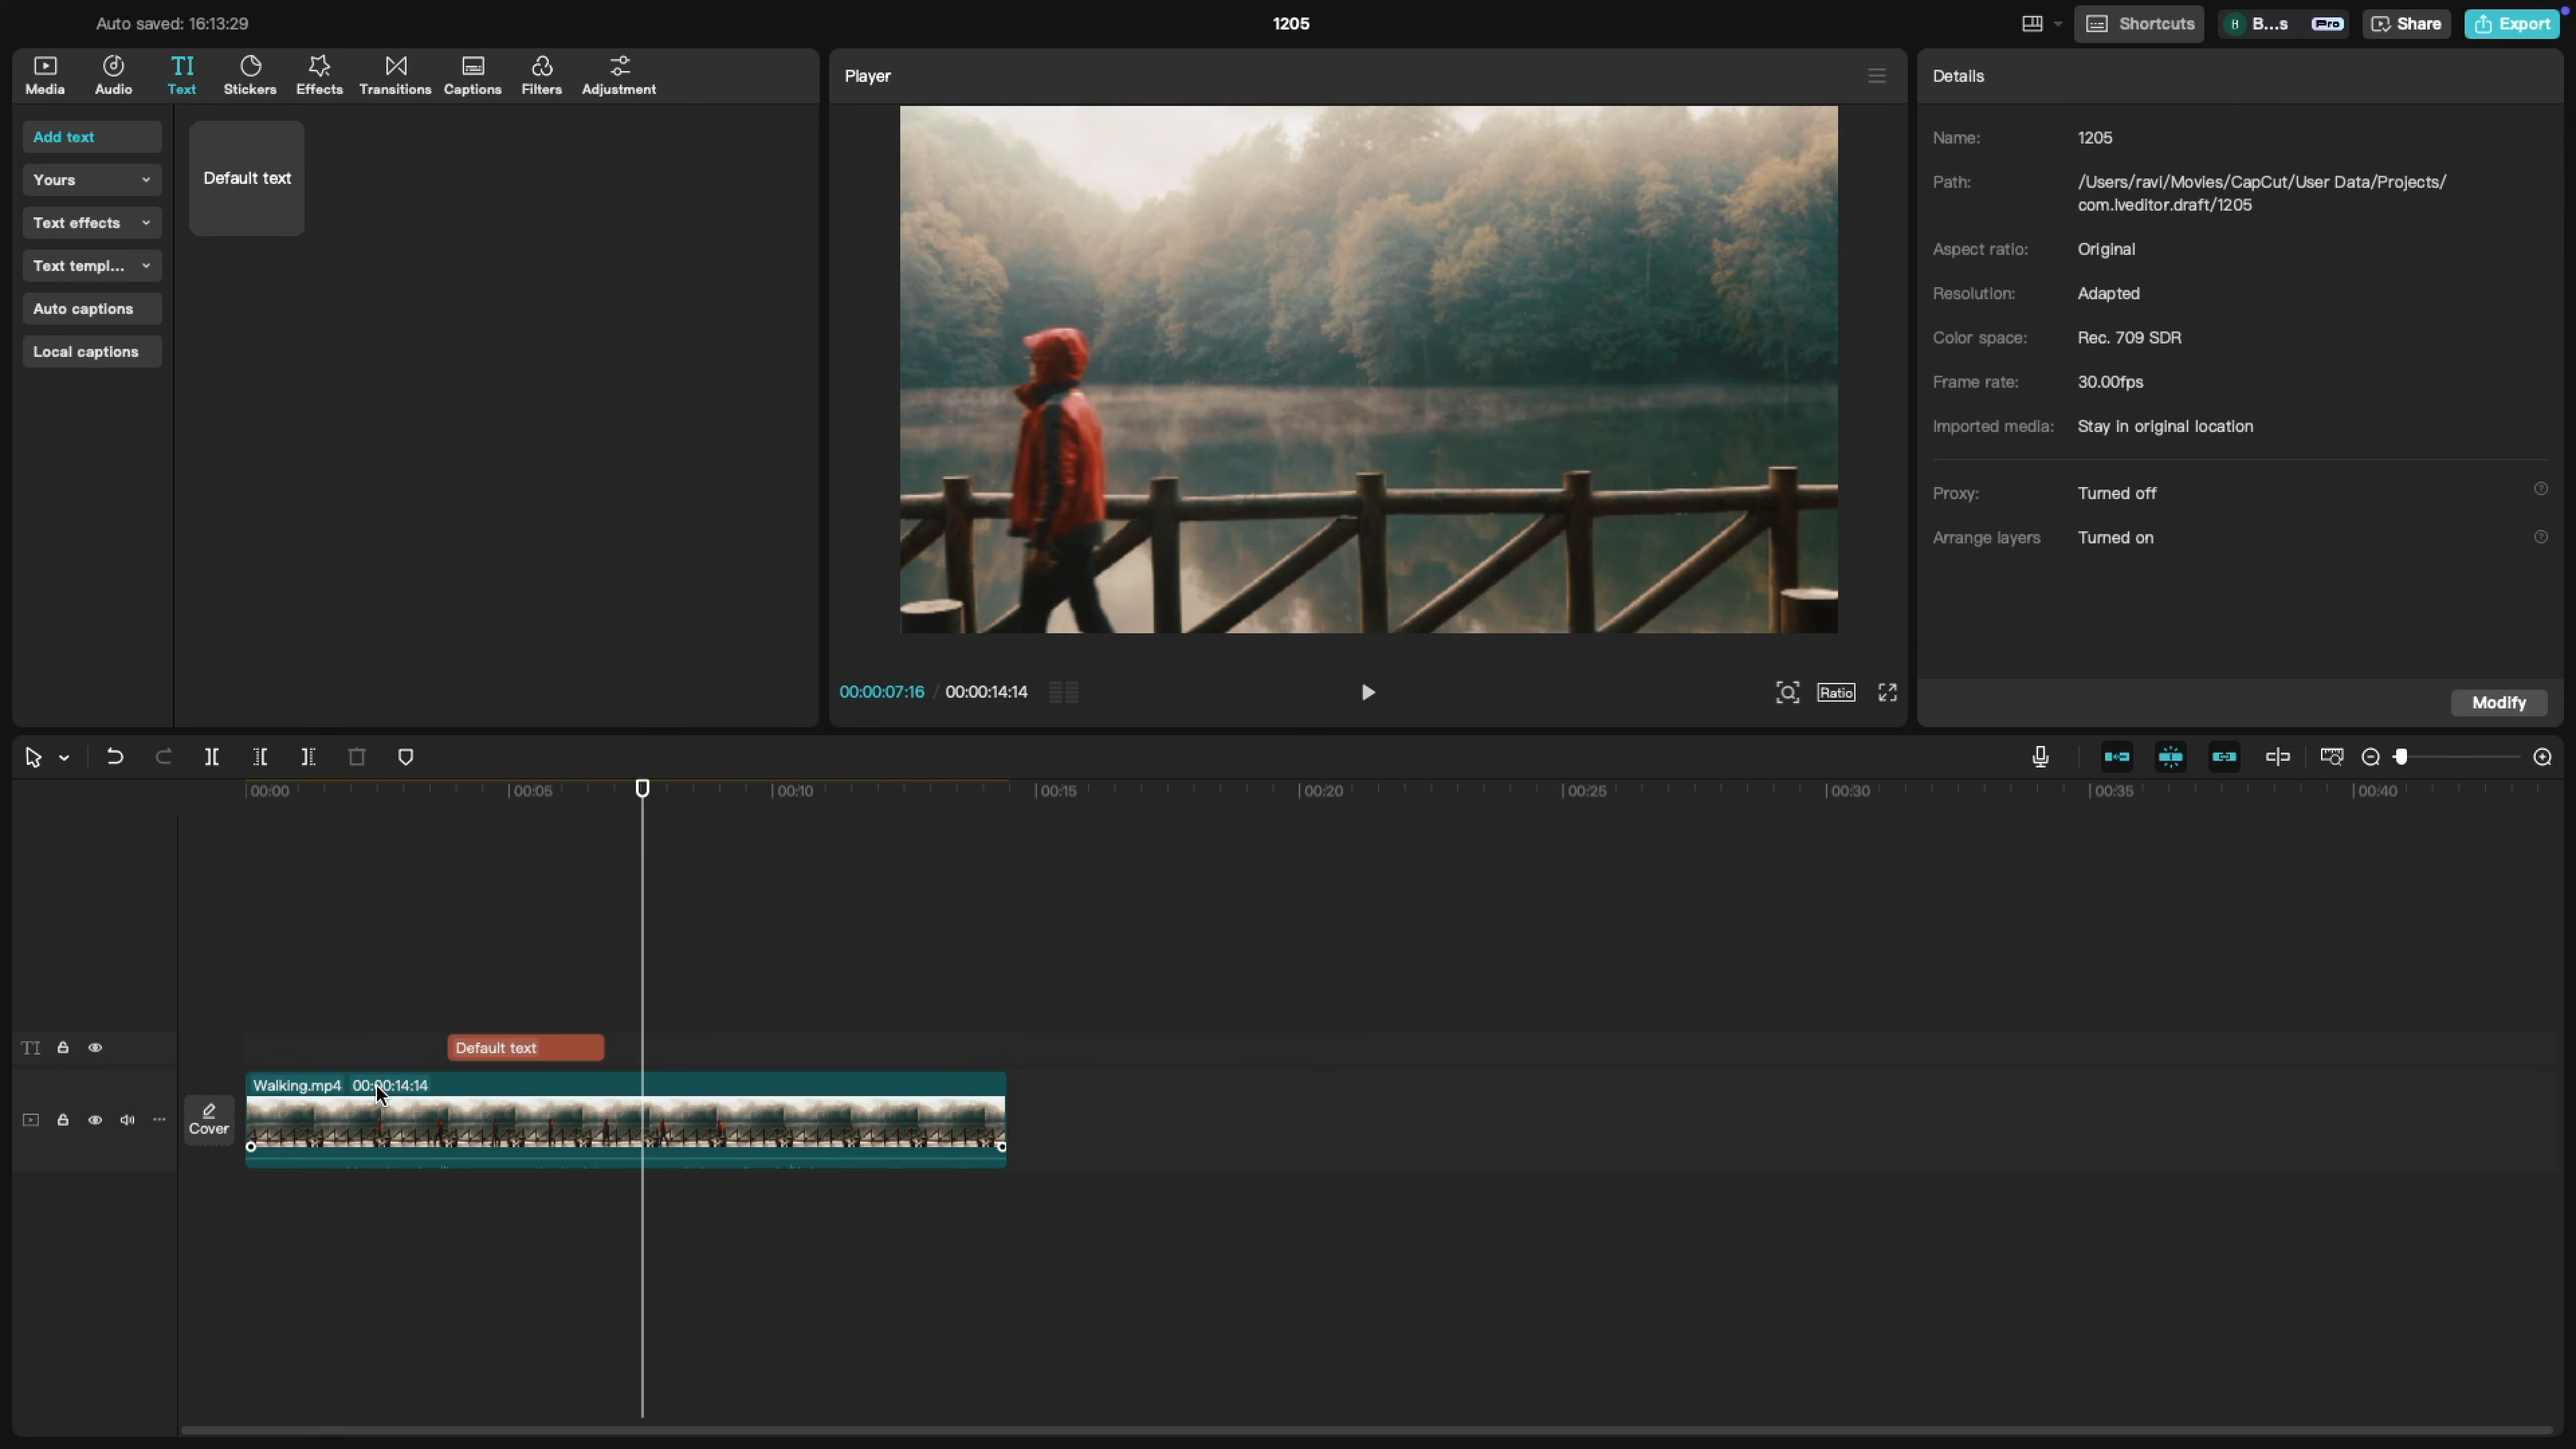 Auto saved: 16:13:29
1205
Shortcuts
B...s
Pro
Share
Export
Media
Audio
TI
Text
Stickers
Effects
Transitions
Captions
Filters
Adjustment
Player
Details
Add text
Yours
Text effects
Text templ...
Auto captions
Local captions
Default text
Name:
1205
Path:
/Users/ravi/Movies/CapCut/User Data/Projects/
com.lveditor.draft/1205
Aspect ratio:
Original
Resolution:
Adapted
Color space:
Rec. 709 SDR
Frame rate:
30.00fps
Imported media:
Stay in original location
Proxy:
Turned off
Arrange layers
Turned on
00:00:07:16 / 00:00:14:14
Ratio
Modify
00:00
00:05
00:10
00:15
00:20
00:25
00:30
00:35
00:40
TI
Default text
Walking.mp4 00:00:14:14
Cover